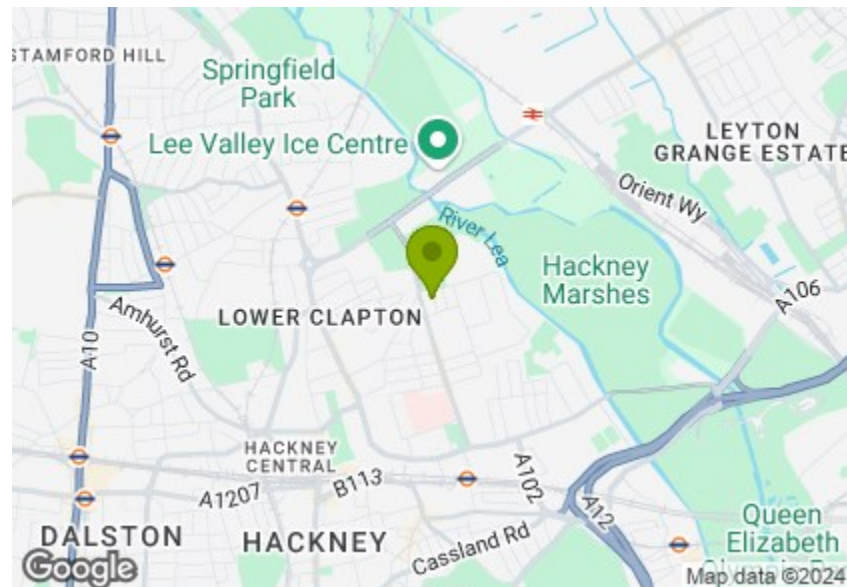 STAMFORD HILL
Springfield
Park
Lee Valley Ice Centre
LEYTON
GRANGE ESTATE
Orient Wy
River Lea
Hackney
Marshes
A106
LOWER CLAPTON
Amhurst Rd
A10
HACKNEY
CENTRAL
A1207
B113
A102
A12
DALSTON
HACKNEY
Cassland Rd
Queen
Elizabeth
Google
Map data ©2024